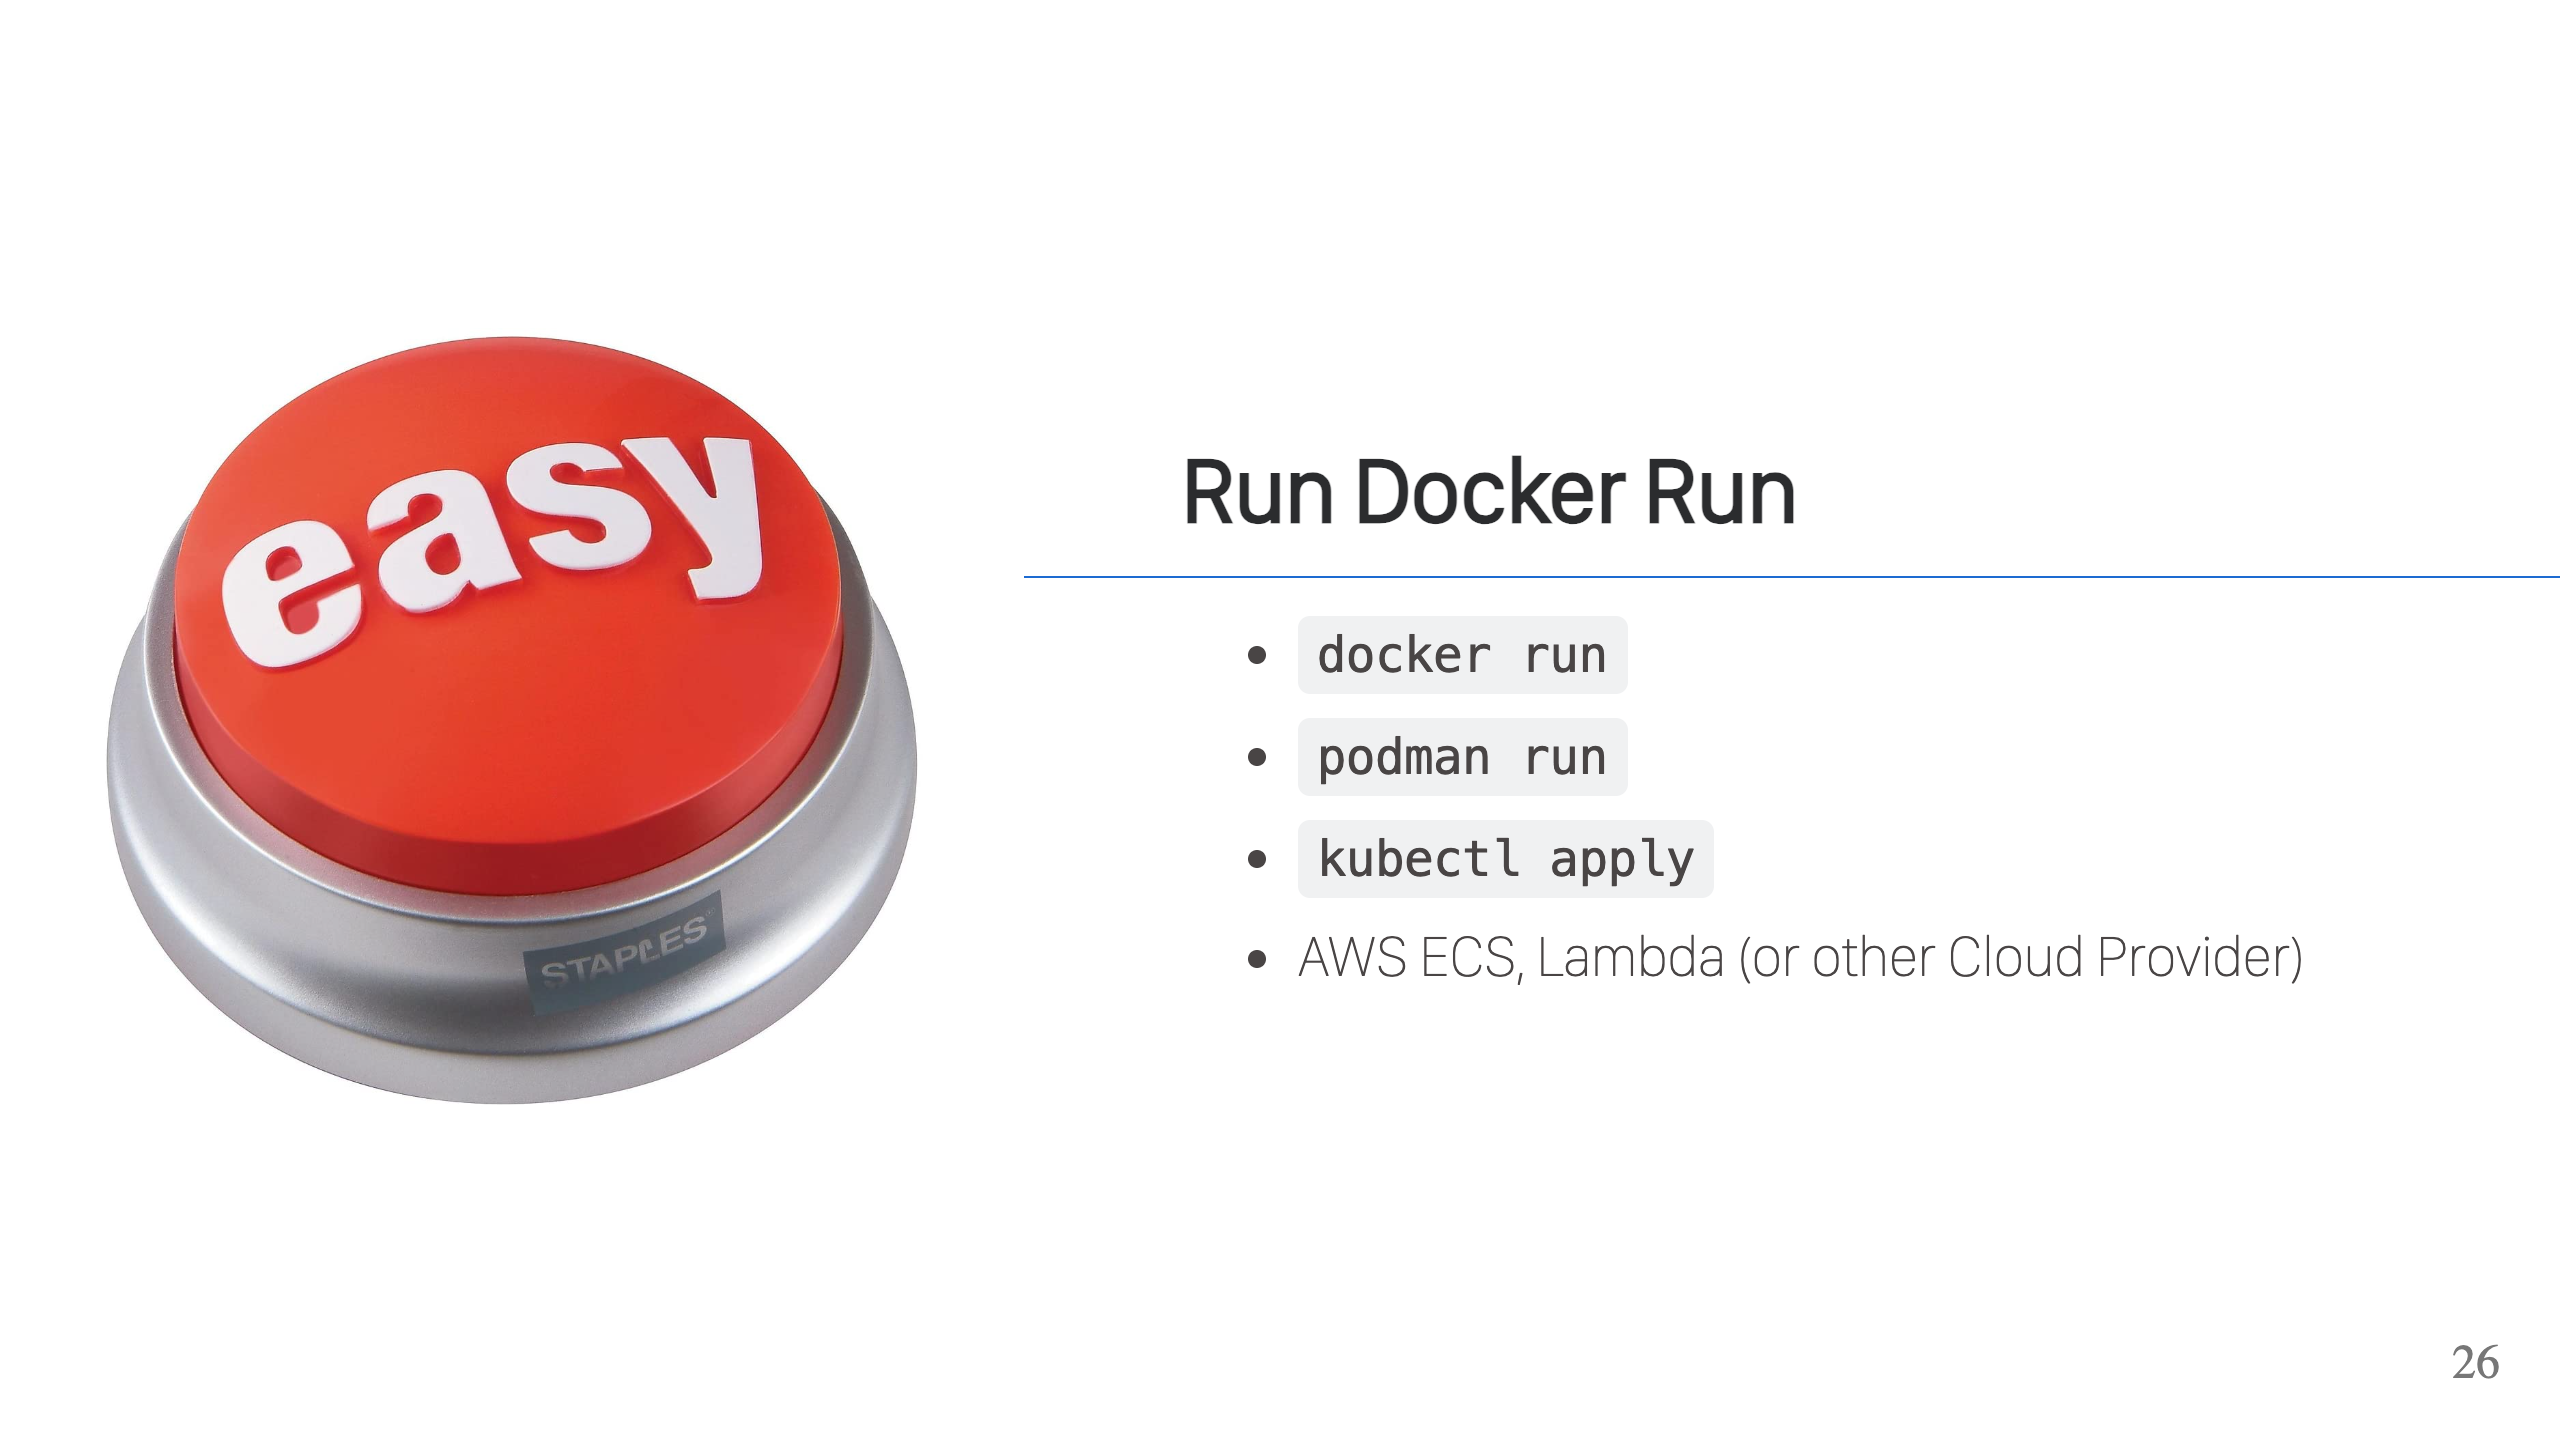 easy
STAPLES
Run Docker Run
docker run
podman run
kubectl apply
AWS ECS, Lambda (or other Cloud Provider)
26